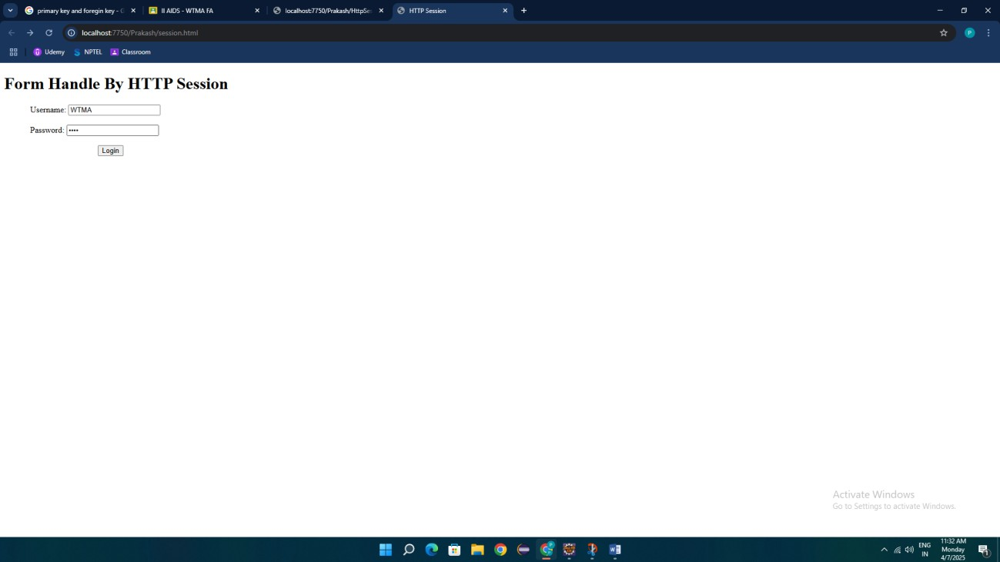 primary key and foregin key - G
II AIDS - WTMA FA
localhost:7750/Prakash/HttpSes
HTTP Session
localhost:7750/Prakash/session.html
Udemy
NPTEL
Classroom
Form Handle By HTTP Session
Username: WTMA
Password: ••••
Login
Activate Windows
Go to Settings to activate Windows.
ENG
IN
11:32 AM
Monday
4/7/2025